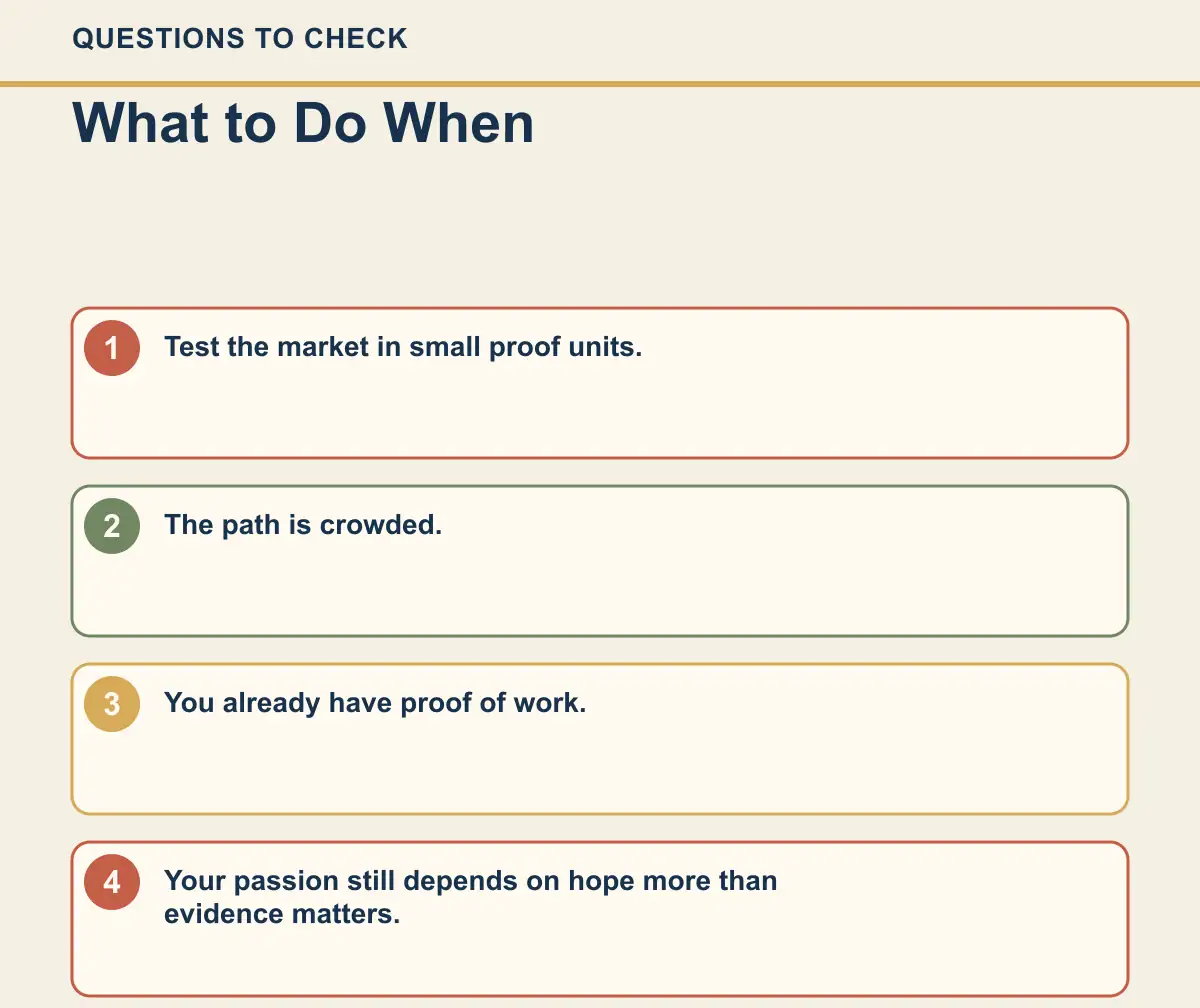 QUESTIONS TO CHECK
What to Do When
1
Test the market in small proof units.
2
The path is crowded.
3
You already have proof of work.
4
Your passion still depends on hope more than
evidence matters.